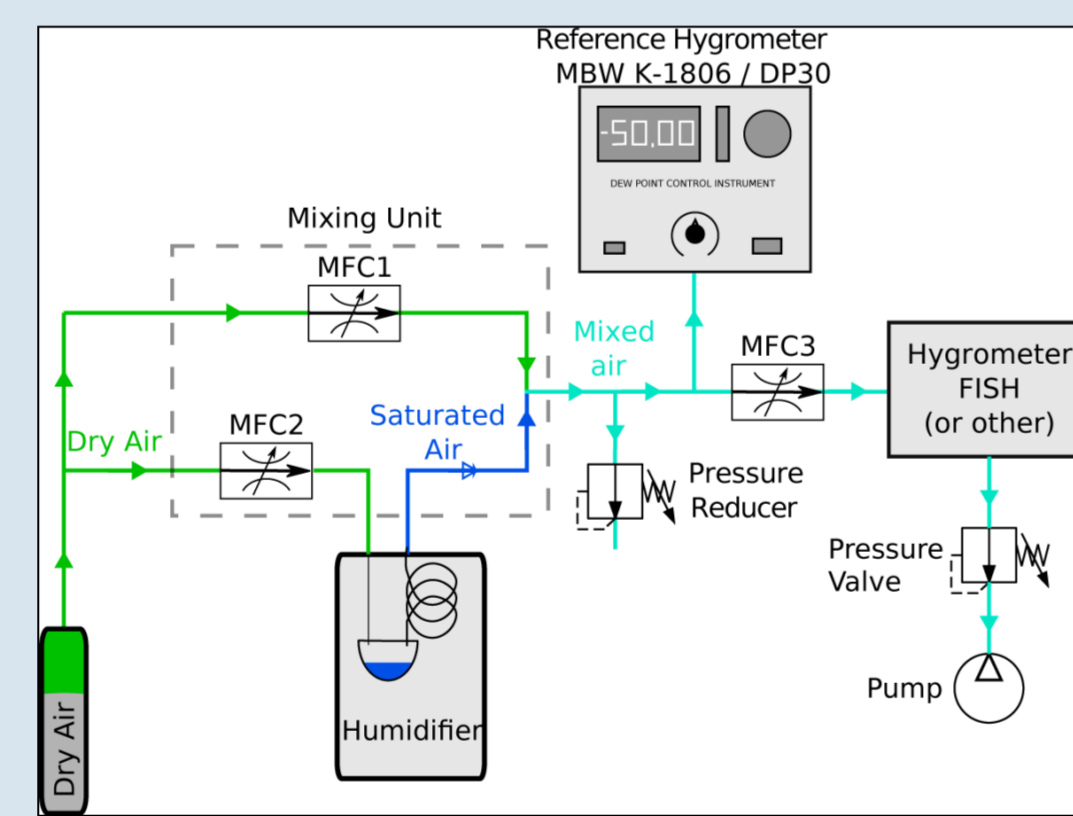 Reference Hygrometer
MBW K-1806 / DP30
-50.00
DEW POINT CONTROL INSTRUMENT
Mixing Unit
MFC1
Mixed
air
MFC3
Hygrometer
FISH
(or other)
Dry Air
MFC2
Saturated
Air
Pressure
Reducer
Pressure
Valve
Pump
Humidifier
Dry Air